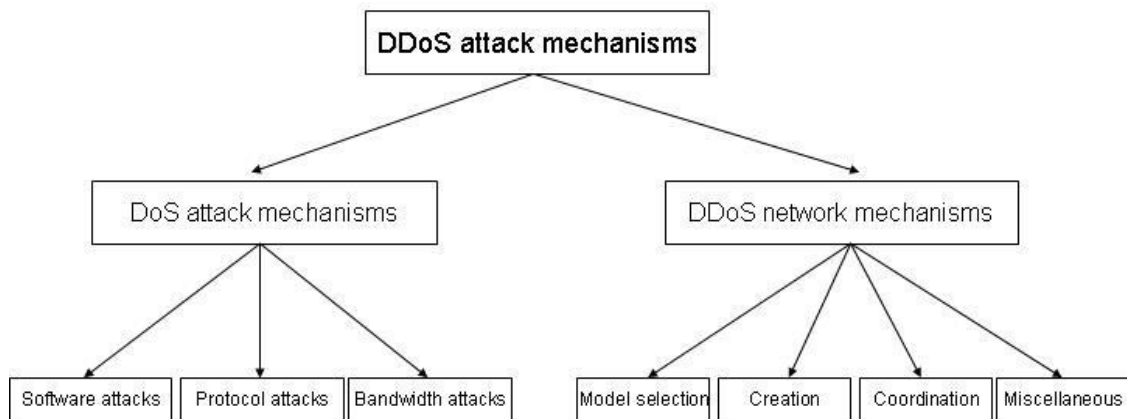 DDoS attack mechanisms
DoS attack mechanisms
DDoS network mechanisms
Software attacks
Protocol attacks
Bandwidth attacks
Model selection
Creation
Coordination
Miscellaneous